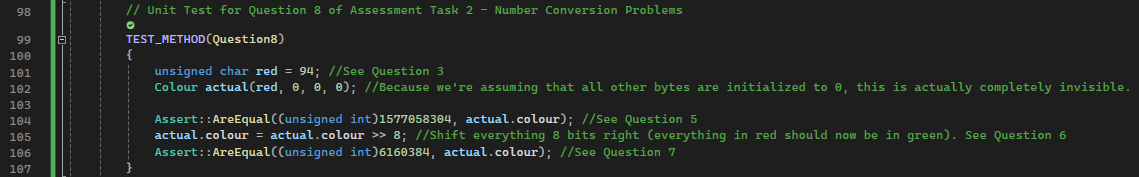 98 // Unit Test for Question 8 of Assessment Task 2 - Number Conversion Problems
99 TEST_METHOD(Question8)
100 {
101 unsigned char red = 94; //See Question 3
102 Colour actual(red, 0, 0, 0); //Because we're assuming that all other bytes are initialized to 0, this is actually completely invisible.
103
104 Assert::AreEqual((unsigned int)1577058304, actual.colour); //See Question 5
105 actual.colour = actual.colour >> 8; //Shift everything 8 bits right (everything in red should now be in green). See Question 6
106 Assert::AreEqual((unsigned int)6160384, actual.colour); //See Question 7
107 }